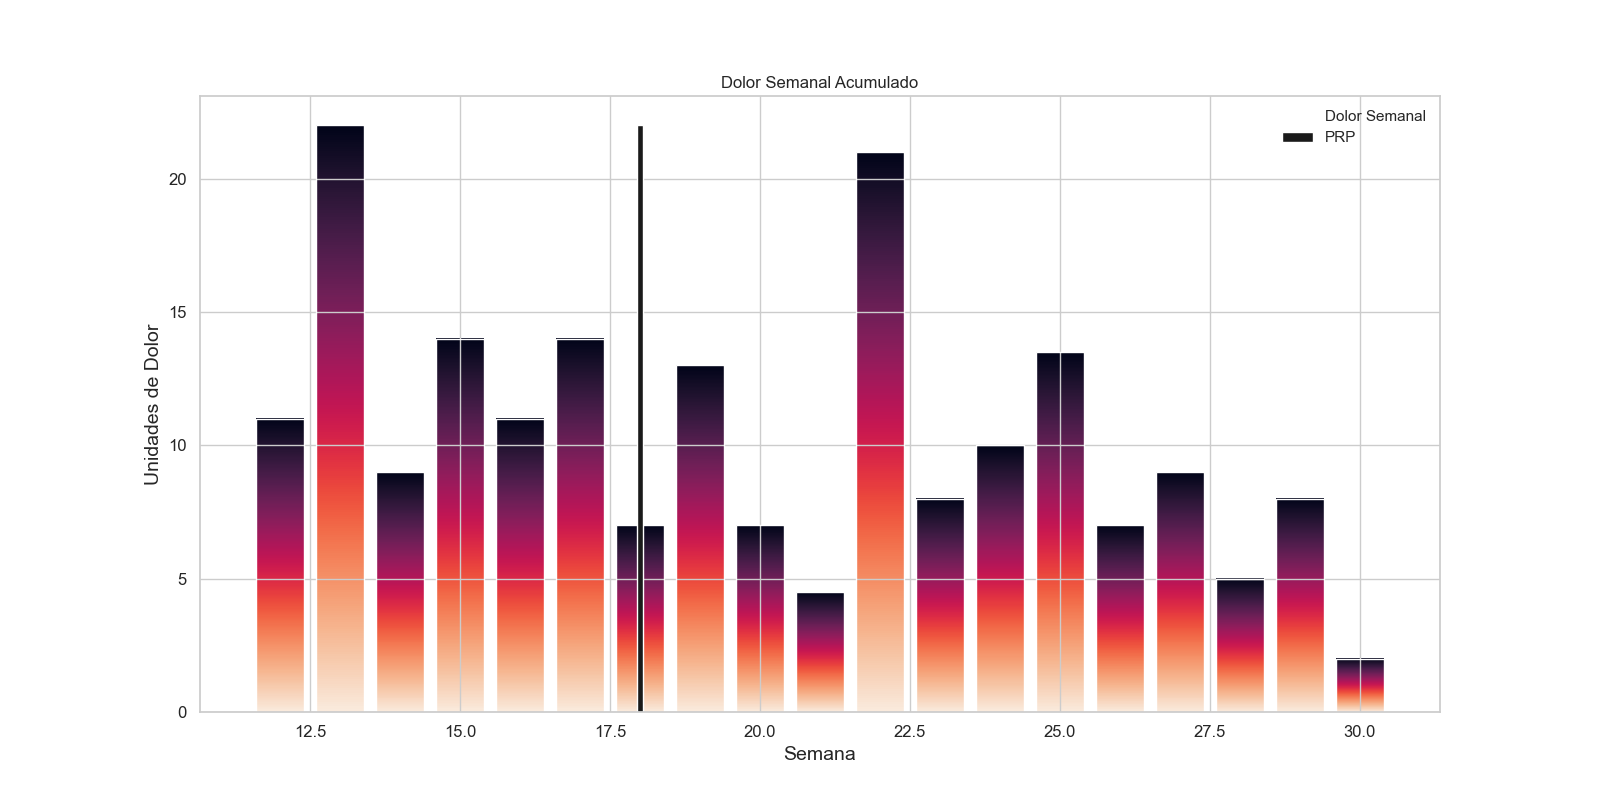 Dolor Semanal Acumulado
Dolor Semanal
PRP
Unidades de Dolor
20
15
10
5
0
12.5 15.0 17.5 20.0 22.5 25.0 27.5 30.0
Semana